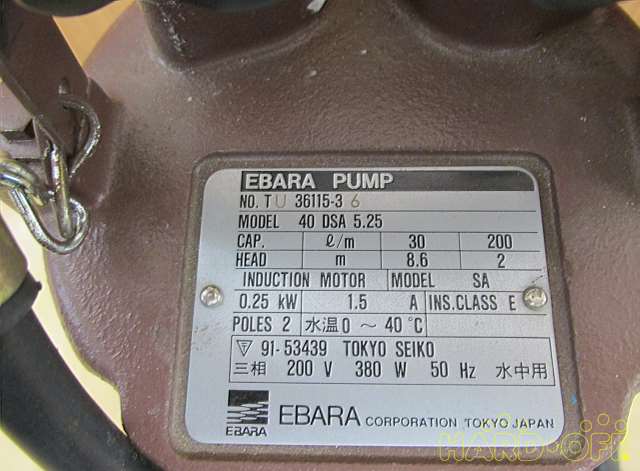 EBARA PUMP
NO. T U 36115-3 6
MODEL 40 DSA 5.25
CAP. ℓ/m 30 200
HEAD m 8.6 2
INDUCTION MOTOR MODEL SA
0.25 kW 1.5 A INS.CLASS E
POLES 2 水温0 ~ 40 °C
▽ 91-53439 TOKYO SEIKO
三相 200 V 380 W 50 Hz 水中用
EBARA EBARA CORPORATION TOKYO JAPAN
HARD-OFF